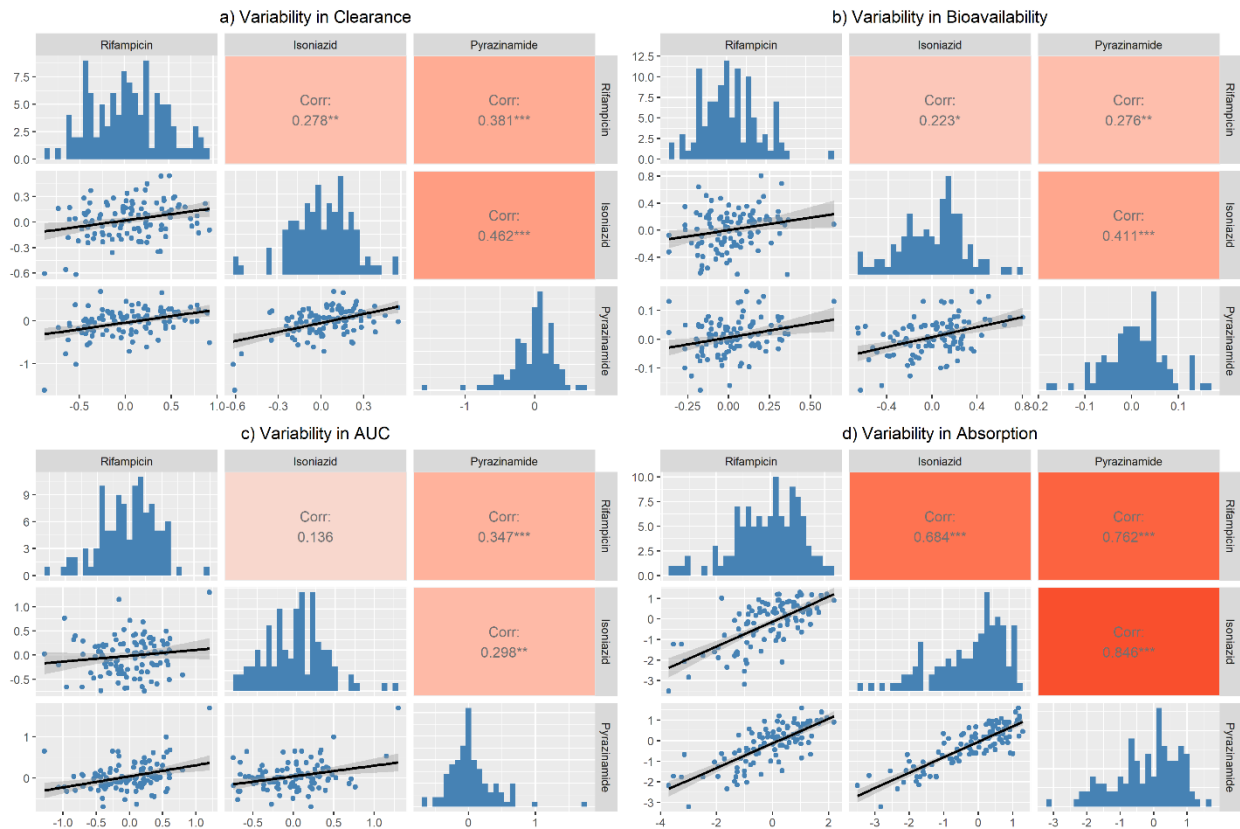 a) Variability in Clearance
Rifampicin Isoniazid Pyrazinamide
7.5
5.0
2.5
0.0
Corr:
0.278**
Corr:
0.381***
Rifampicin
0.3
0.0
-0.3
-0.6
Corr:
0.462***
Isoniazid
0
-1
Pyrazinamide
-0.5 0.0 0.5 1.0 -0.6 -0.3 0.0 0.3 -1 0
b) Variability in Bioavailability
Rifampicin Isoniazid Pyrazinamide
12.5
10.0
7.5
5.0
2.5
0.0
Corr:
0.223*
Corr:
0.276**
Rifampicin
0.8
0.4
0.0
-0.4
Corr:
0.411***
Isoniazid
0.1
0.0
-0.1
Pyrazinamide
-0.25 0.00 0.25 0.50 -0.4 0.0 0.4 0.8 -0.2 -0.1 0.0 0.1
c) Variability in AUC
Rifampicin Isoniazid Pyrazinamide
9
6
3
0
Corr:
0.136
Corr:
0.347***
Rifampicin
1.0
0.5
0.0
-0.5
Corr:
0.298**
Isoniazid
1
0
Pyrazinamide
-1.0 -0.5 0.0 0.5 1.0 -0.5 0.0 0.5 1.0 0 1
d) Variability in Absorption
Rifampicin Isoniazid Pyrazinamide
10.0
7.5
5.0
2.5
0.0
Corr:
0.684***
Corr:
0.762***
Rifampicin
1
0
-1
-2
-3
Corr:
0.846***
Isoniazid
1
0
-1
-2
-3
Pyrazinamide
-4 -2 0 2 -3 -2 -1 0 1 -3 -2 -1 0 1